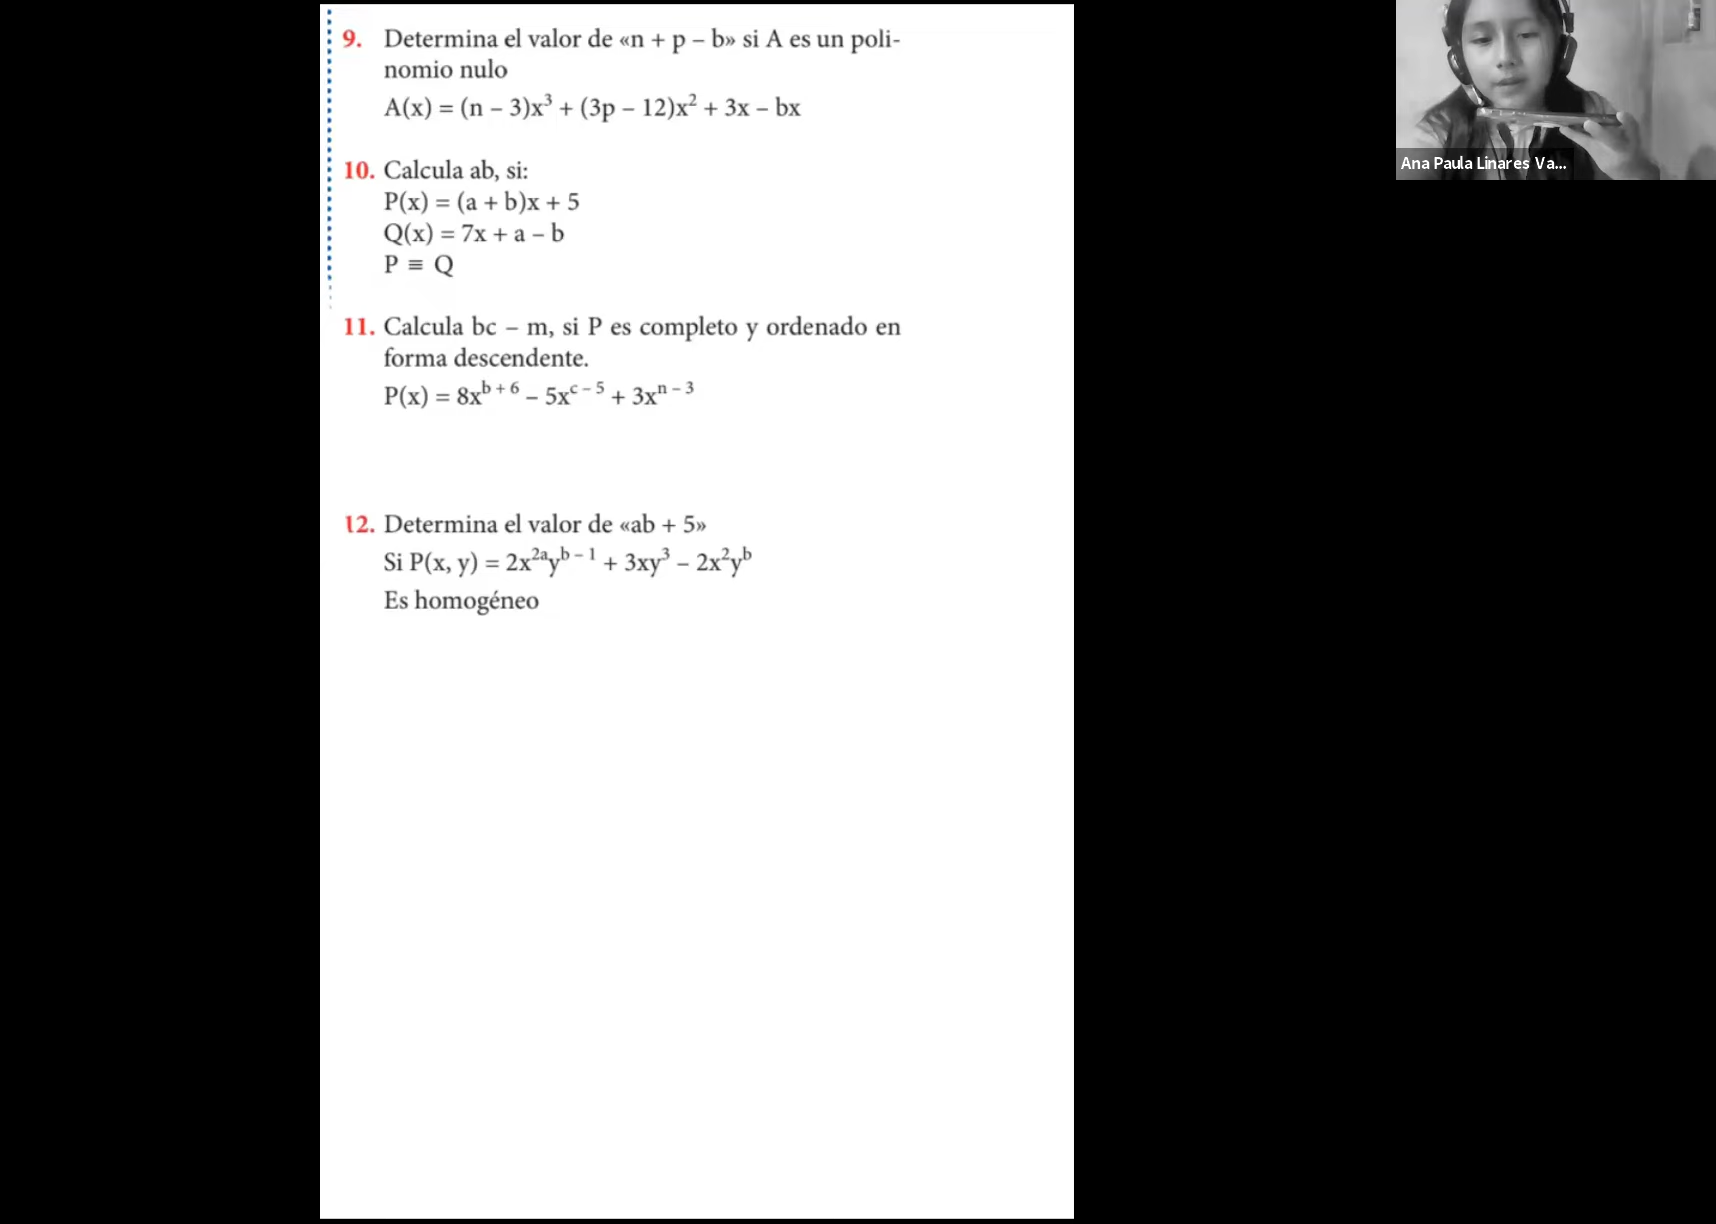 9. Determina el valor de «n + p – b» si A es un poli-
nomio nulo
A(x) = (n – 3)x³ + (3p – 12)x² + 3x – bx
10. Calcula ab, si:
P(x) = (a + b)x + 5
Q(x) = 7x + a – b
P ≡ Q
11. Calcula bc – m, si P es completo y ordenado en
forma descendente.
P(x) = 8x^{b + 6} – 5x^{c – 5} + 3x^{n – 3}
12. Determina el valor de «ab + 5»
Si P(x, y) = 2x^{2a}y^{b – 1} + 3xy³ – 2x²y^{b}
Es homogéneo
Ana Paula Linares Va...